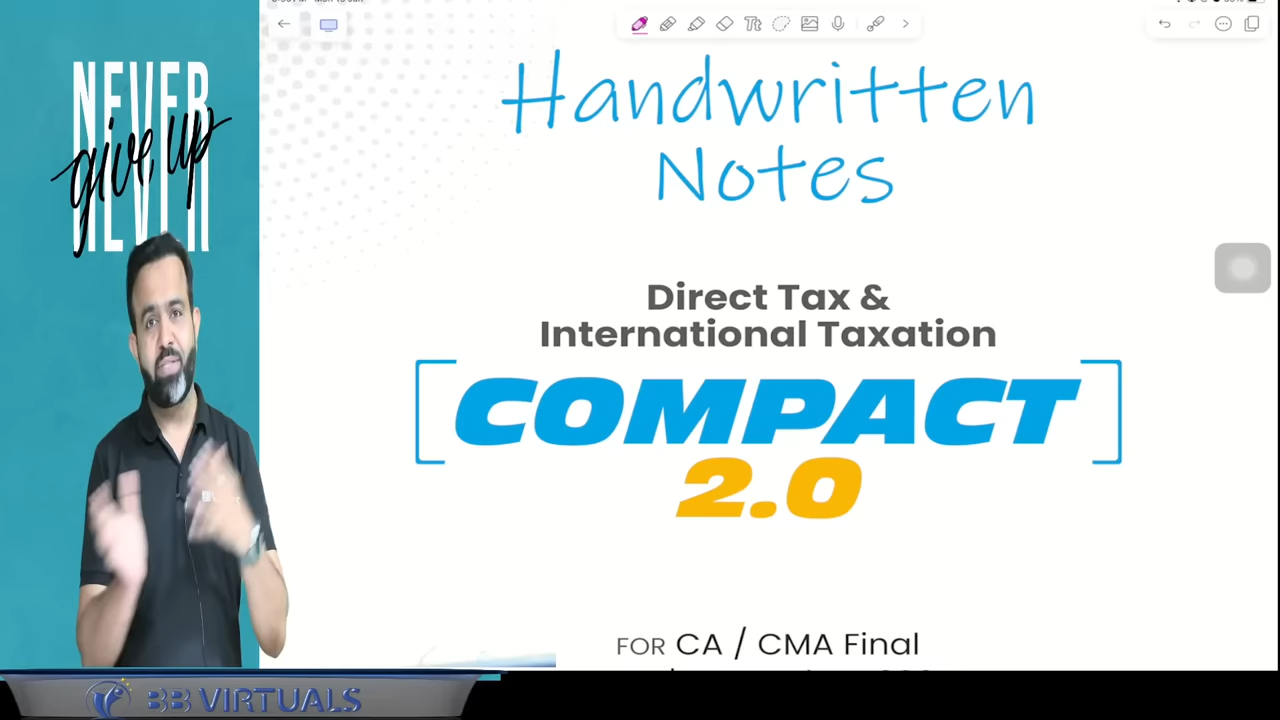 NEVER
give up
NEVER
Handwritten
Notes
Direct Tax &
International Taxation
[COMPACT]
2.0
FOR CA / CMA Final
BB VIRTUALS